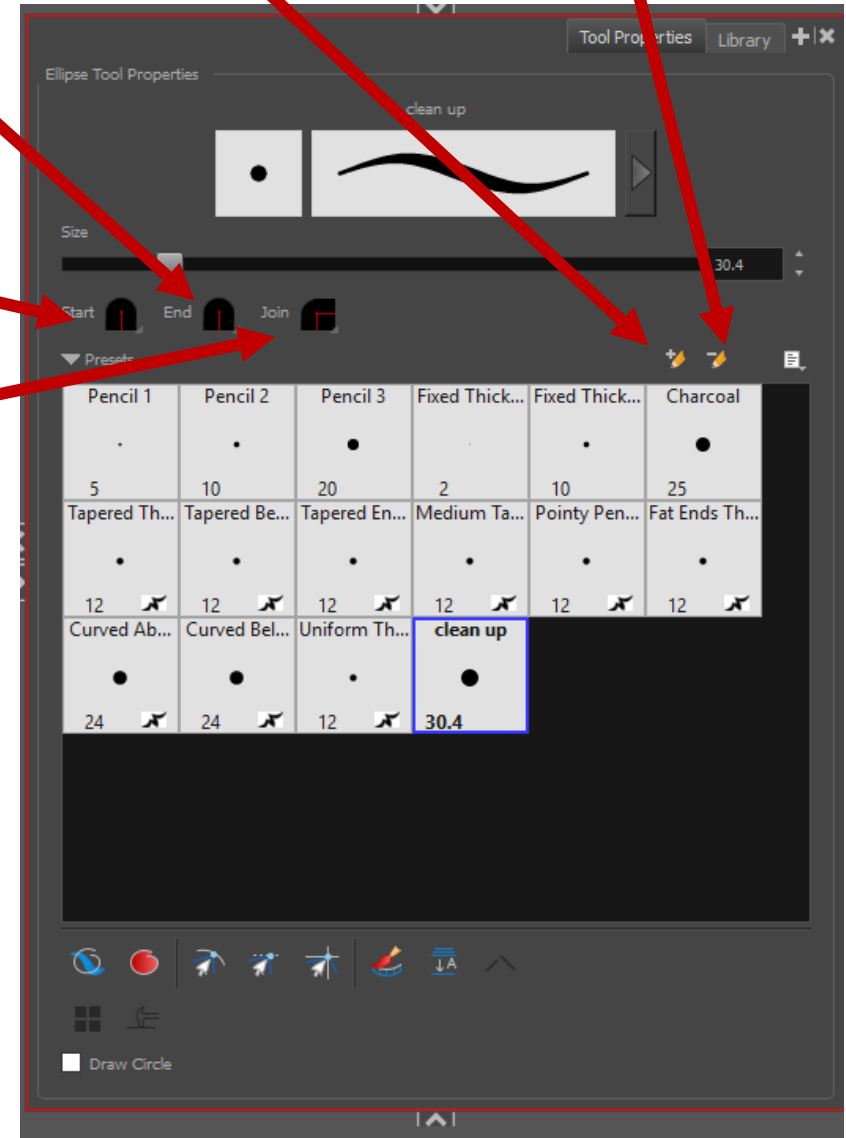 Tool Properties Library
Ellipse Tool Properties
clean up
Size
30.4
Start End Join
Presets
Pencil 1 Pencil 2 Pencil 3 Fixed Thick... Fixed Thick... Charcoal
5 10 20 2 10 25
Tapered Th... Tapered Be... Tapered En... Medium Ta... Pointy Pen... Fat Ends Th...
12 12 12 12 12 12
Curved Ab... Curved Bel... Uniform Th... clean up
24 24 12 30.4
A
Draw Circle